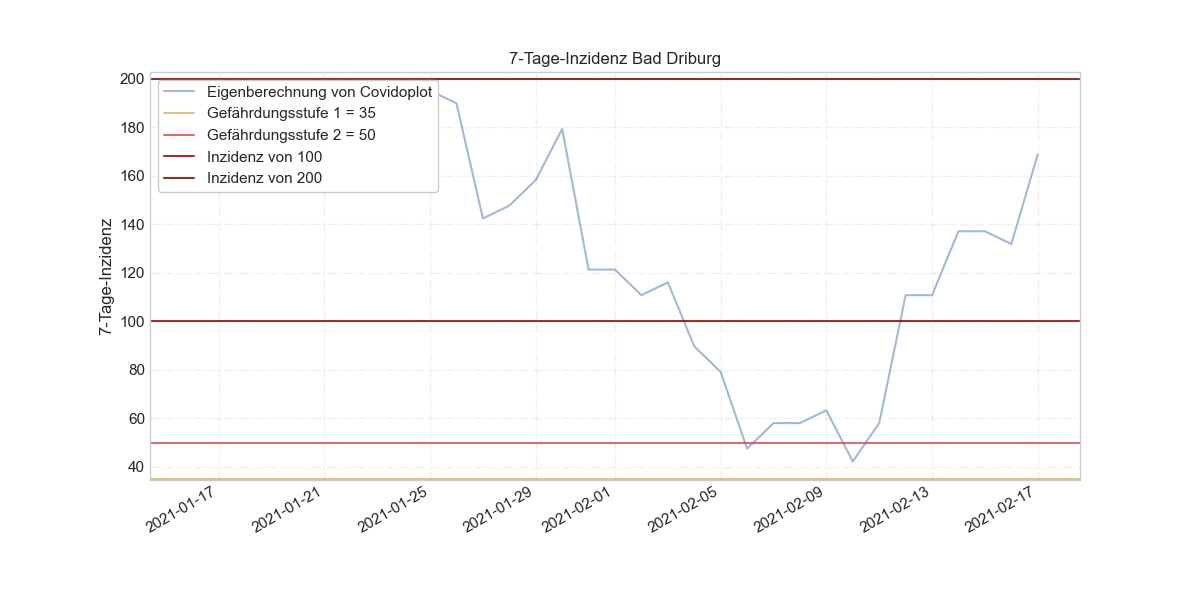 7-Tage-Inzidenz Bad Driburg
7-Tage-Inzidenz
200
180
160
140
120
100
80
60
40
Eigenberechnung von Covidoplot
Gefährdungsstufe 1 = 35
Gefährdungsstufe 2 = 50
Inzidenz von 100
Inzidenz von 200
2021-01-17
2021-01-21
2021-01-25
2021-01-29
2021-02-01
2021-02-05
2021-02-09
2021-02-13
2021-02-17